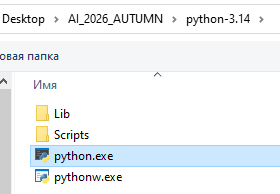 Desktop > AI_2026_AUTUMN > python-3.14 >
овая папка
Имя
Lib
Scripts
python.exe
pythonw.exe